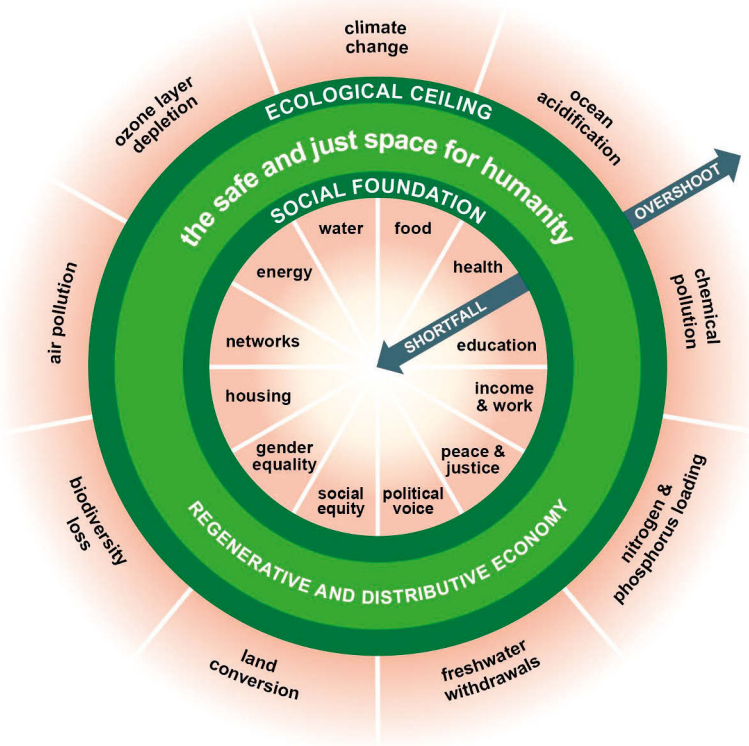 climate
change
ocean
acidification
chemical
pollution
nitrogen &
phosphorus loading
freshwater
withdrawals
land
conversion
biodiversity
loss
air pollution
ozone layer
depletion
OVERSHOOT
ECOLOGICAL CEILING
the safe and just space for humanity
SOCIAL FOUNDATION
water
food
health
SHORTFALL
education
income
& work
peace &
justice
political
voice
social
equity
gender
equality
housing
networks
energy
REGENERATIVE AND DISTRIBUTIVE ECONOMY